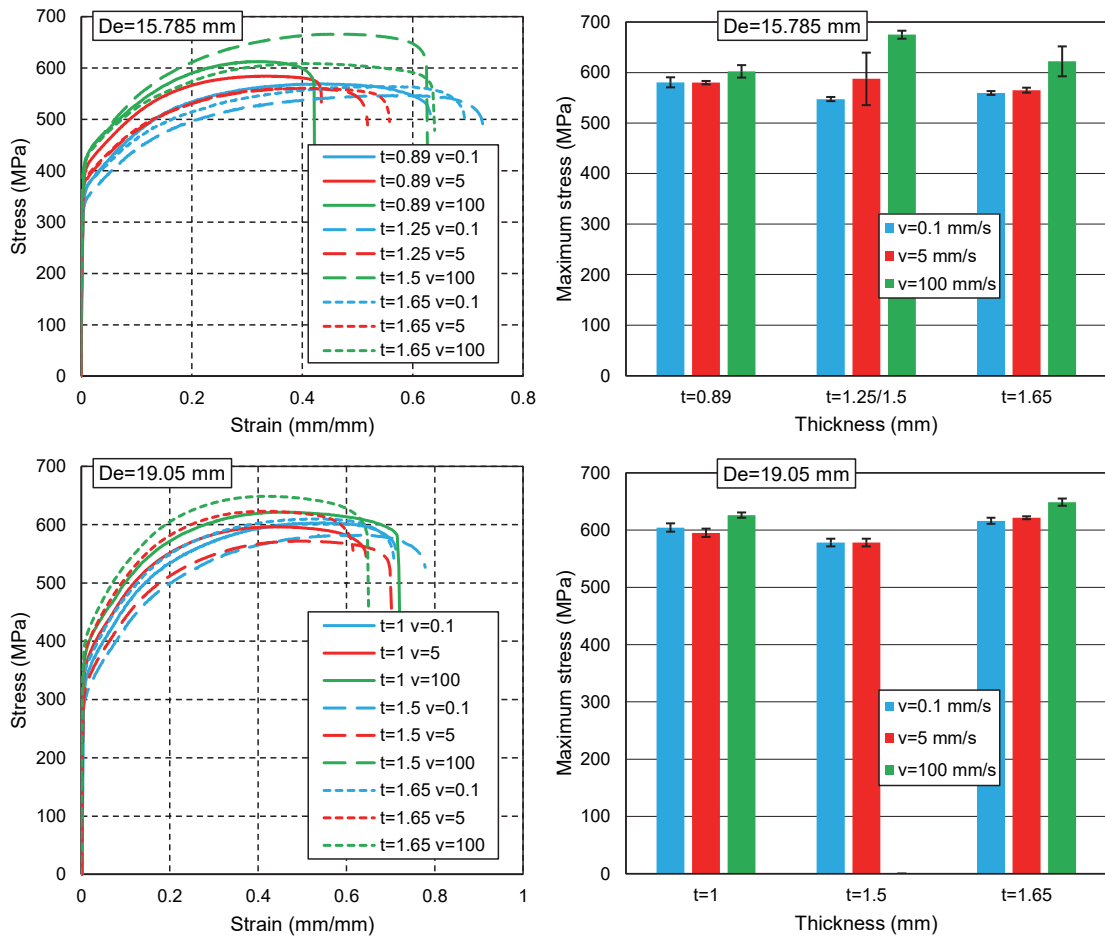 De=15.785 mm
700
600
500
400
300
200
100
0
Stress (MPa)
t=0.89 v=0.1
t=0.89 v=5
t=0.89 v=100
t=1.25 v=0.1
t=1.25 v=5
t=1.5 v=100
t=1.65 v=0.1
t=1.65 v=5
t=1.65 v=100
0 0.2 0.4 0.6 0.8
Strain (mm/mm)
De=15.785 mm
700
600
500
400
300
200
100
0
Maximum stress (MPa)
v=0.1 mm/s
v=5 mm/s
v=100 mm/s
t=0.89 t=1.25/1.5 t=1.65
Thickness (mm)
De=19.05 mm
700
600
500
400
300
200
100
0
Stress (MPa)
t=1 v=0.1
t=1 v=5
t=1 v=100
t=1.5 v=0.1
t=1.5 v=5
t=1.5 v=100
t=1.65 v=0.1
t=1.65 v=5
t=1.65 v=100
0 0.2 0.4 0.6 0.8 1
Strain (mm/mm)
De=19.05 mm
700
600
500
400
300
200
100
0
Maximum stress (MPa)
v=0.1 mm/s
v=5 mm/s
v=100 mm/s
t=1 t=1.5 t=1.65
Thickness (mm)